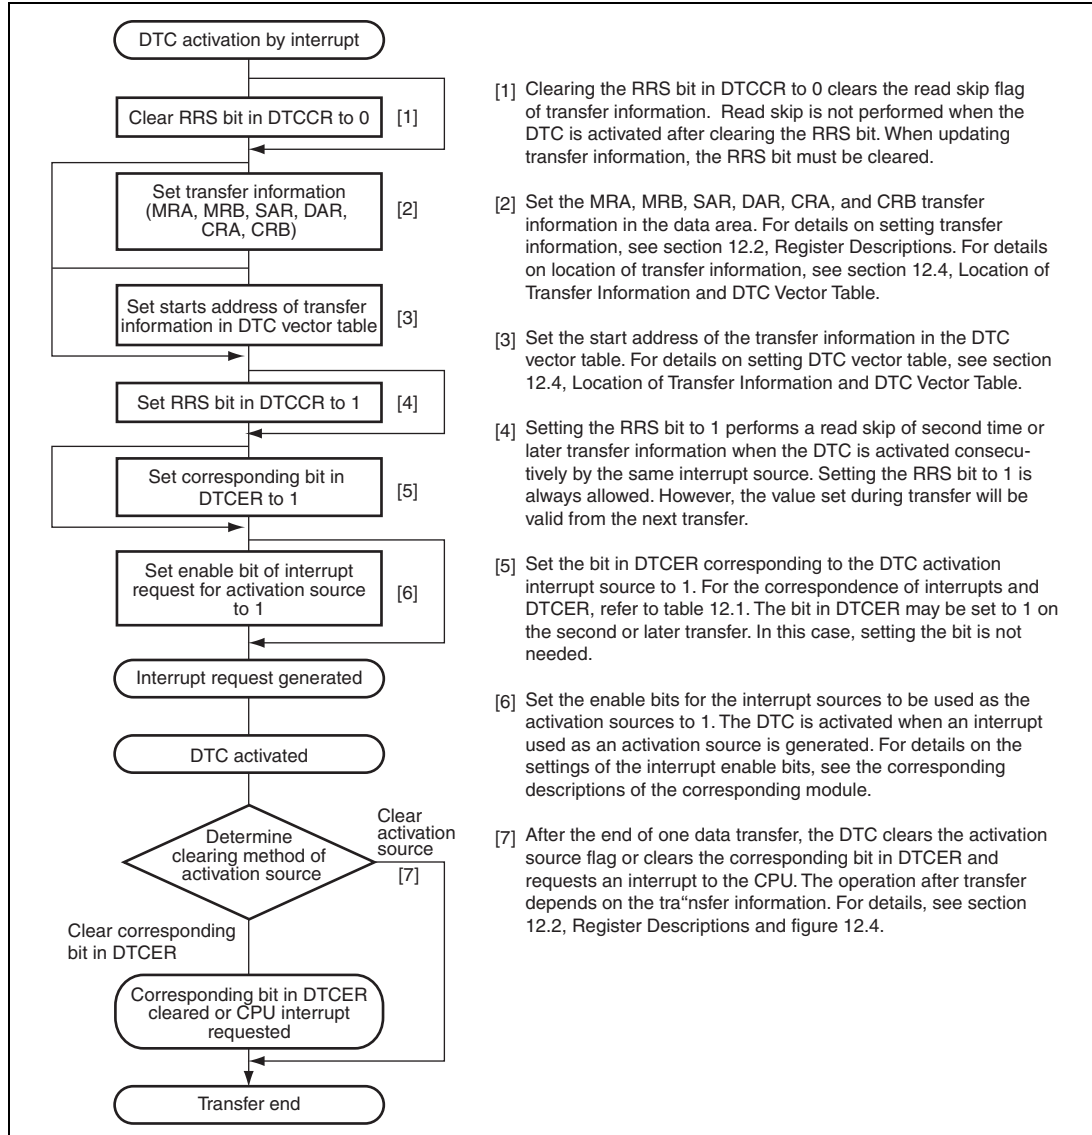 DTC activation by interrupt
Clear RRS bit in DTCCR to 0
[1]
Set transfer information
(MRA, MRB, SAR, DAR,
CRA, CRB)
[2]
Set starts address of transfer
information in DTC vector table
[3]
Set RRS bit in DTCCR to 1
[4]
Set corresponding bit in
DTCER to 1
[5]
Set enable bit of interrupt
request for activation source
to 1
[6]
Interrupt request generated
DTC activated
Determine
clearing method of
activation source
Clear
activation
source
[7]
Clear corresponding
bit in DTCER
Corresponding bit in DTCER
cleared or CPU interrupt
requested
Transfer end
[1] Clearing the RRS bit in DTCCR to 0 clears the read skip flag
of transfer information. Read skip is not performed when the
DTC is activated after clearing the RRS bit. When updating
transfer information, the RRS bit must be cleared.
[2] Set the MRA, MRB, SAR, DAR, CRA, and CRB transfer
information in the data area. For details on setting transfer
information, see section 12.2, Register Descriptions. For details
on location of transfer information, see section 12.4, Location of
Transfer Information and DTC Vector Table.
[3] Set the start address of the transfer information in the DTC
vector table. For details on setting DTC vector table, see section
12.4, Location of Transfer Information and DTC Vector Table.
[4] Setting the RRS bit to 1 performs a read skip of second time or
later transfer information when the DTC is activated consecu-
tively by the same interrupt source. Setting the RRS bit to 1 is
always allowed. However, the value set during transfer will be
valid from the next transfer.
[5] Set the bit in DTCER corresponding to the DTC activation
interrupt source to 1. For the correspondence of interrupts and
DTCER, refer to table 12.1. The bit in DTCER may be set to 1 on
the second or later transfer. In this case, setting the bit is not
needed.
[6] Set the enable bits for the interrupt sources to be used as the
activation sources to 1. The DTC is activated when an interrupt
used as an activation source is generated. For details on the
settings of the interrupt enable bits, see the corresponding
descriptions of the corresponding module.
[7] After the end of one data transfer, the DTC clears the activation
source flag or clears the corresponding bit in DTCER and
requests an interrupt to the CPU. The operation after transfer
depends on the tra“nsfer information. For details, see section
12.2, Register Descriptions and figure 12.4.